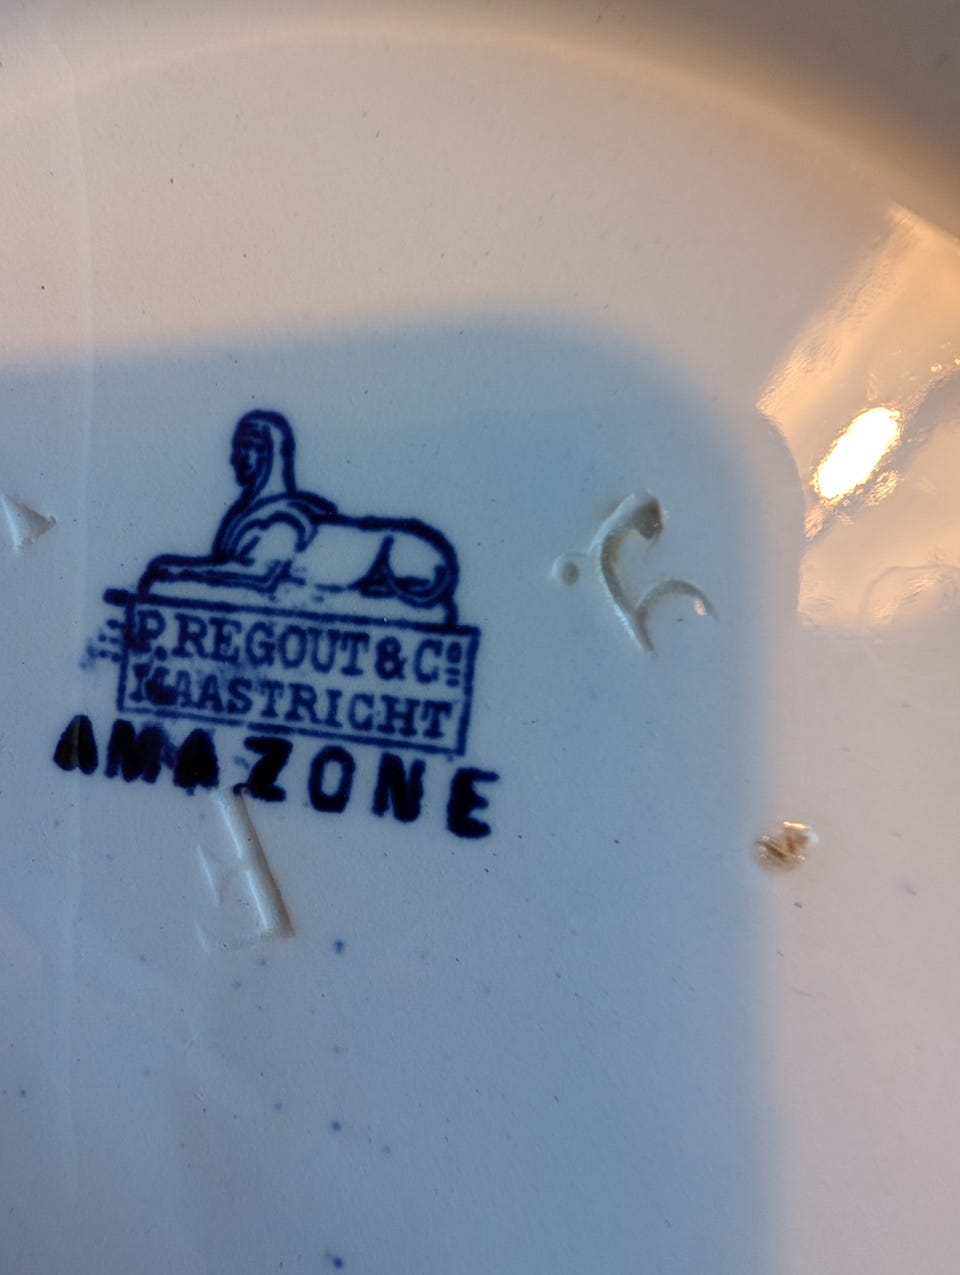 P. REGOUT & Cº
MAASTRICHT
AMAZONE